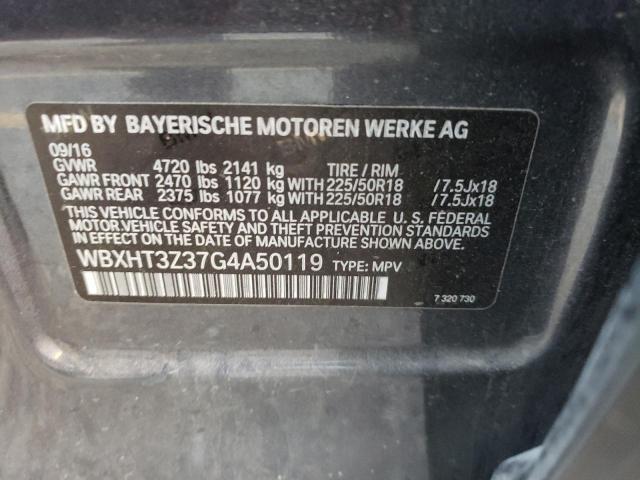 MFD BY BAYERISCHE MOTOREN WERKE AG
09/16
GVWR 4720 lbs 2141 kg TIRE / RIM
GAWR FRONT 2470 lbs 1120 kg WITH 225/50R18 /7.5Jx18
GAWR REAR 2375 lbs 1077 kg WITH 225/50R18 /7.5Jx18
THIS VEHICLE CONFORMS TO ALL APPLICABLE U. S. FEDERAL
MOTOR VEHICLE SAFETY AND THEFT PREVENTION STANDARDS
IN EFFECT ON THE DATE OF MANUFACTURE SHOWN ABOVE.
WBXHT3Z37G4A50119 TYPE: MPV
7 320 730